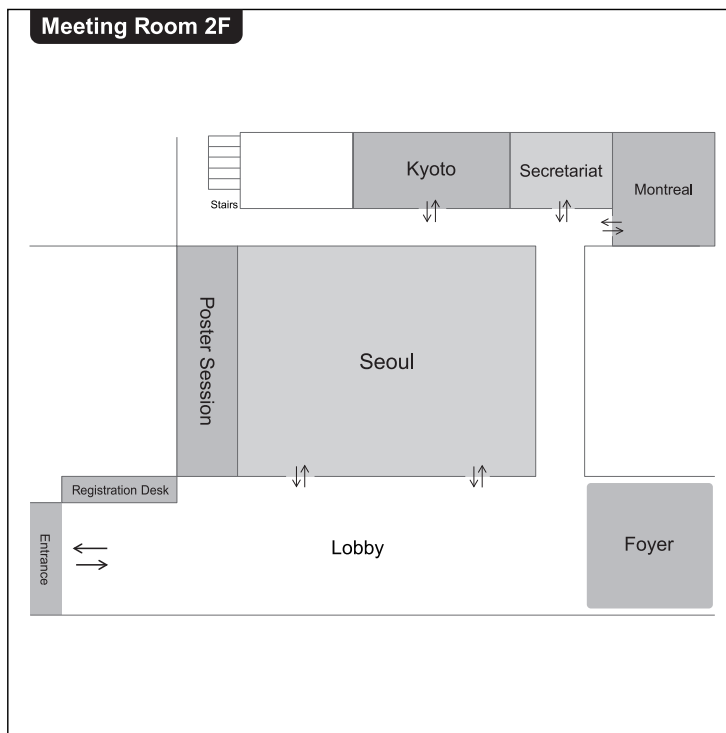 Meeting Room 2F
Kyoto
Secretariat
Montreal
Stairs
Poster Session
Seoul
Registration Desk
Entrance
Lobby
Foyer